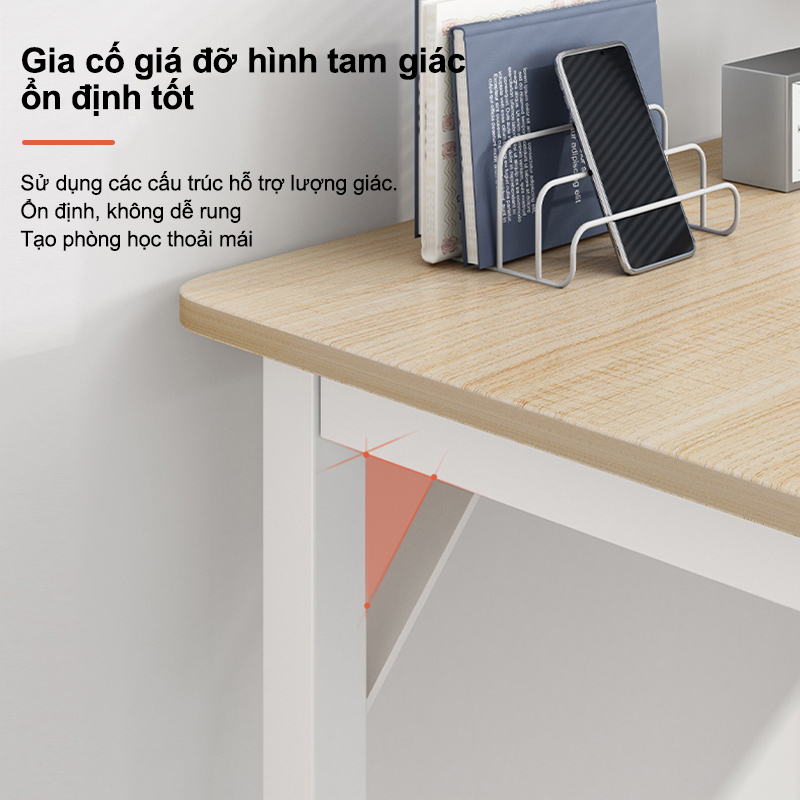 Gia cố giá đỡ hình tam giác
ổn định tốt
Sử dụng các cấu trúc hỗ trợ lượng giác.
Ổn định, không dễ rung
Tạo phòng học thoải mái